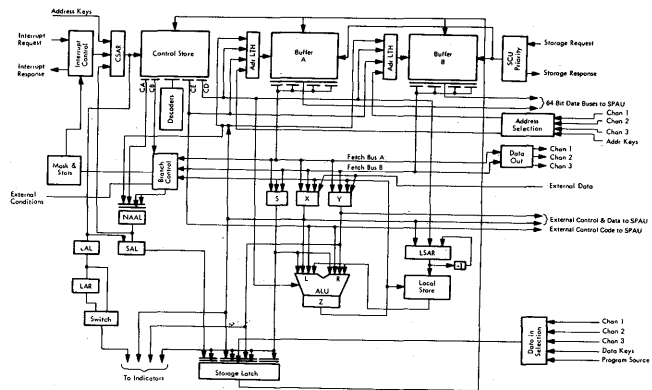 Address Keys
Interrupt
Request
Interrupt
Response
Interrupt
Control
CSAR
Control Store
CA
CB
CE
CD
Decoders
Adr LTH
Buffer
A
Adr LTH
Buffer
B
SCU
Priority
Storage Request
Storage Response
64 Bit Data Buses to SPAU
Address
Selection
Chan 1
Chan 2
Chan 3
Addr Keys
Mask &
Stats
Branch
Control
Fetch Bus A
Fetch Bus B
Data
Out
Chan 1
Chan 2
Chan 3
External
Conditions
External Data
NAAL
S
X
Y
External Control & Data to SPAU
External Control Code to SPAU
SAL
LAR
Switch
LSAR
L
R
ALU
Z
Local
Store
Data in
Selection
Chan 1
Chan 2
Chan 3
Data Keys
Program Source
To Indicators
Storage Latch